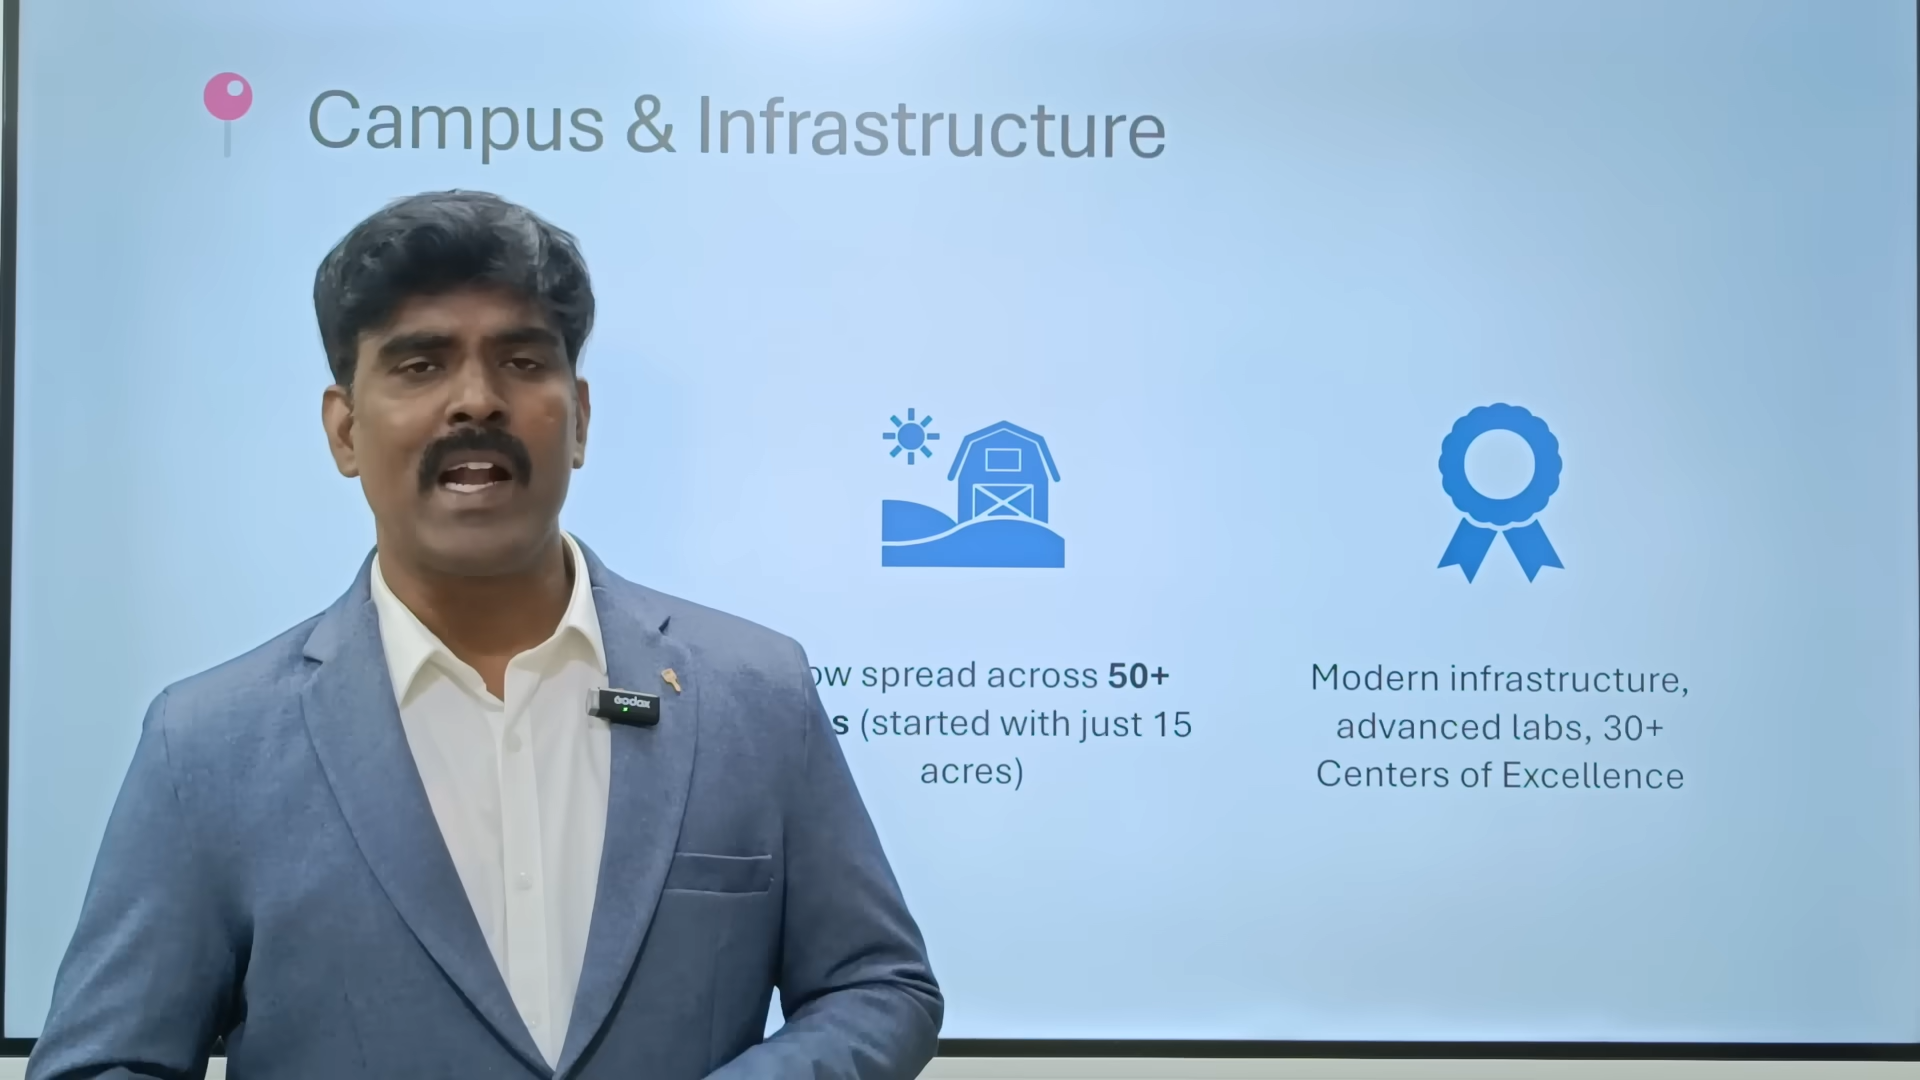 Campus & Infrastructure
spread across 50+
(started with just 15
acres)
Modern infrastructure,
advanced labs, 30+
Centers of Excellence
Godox